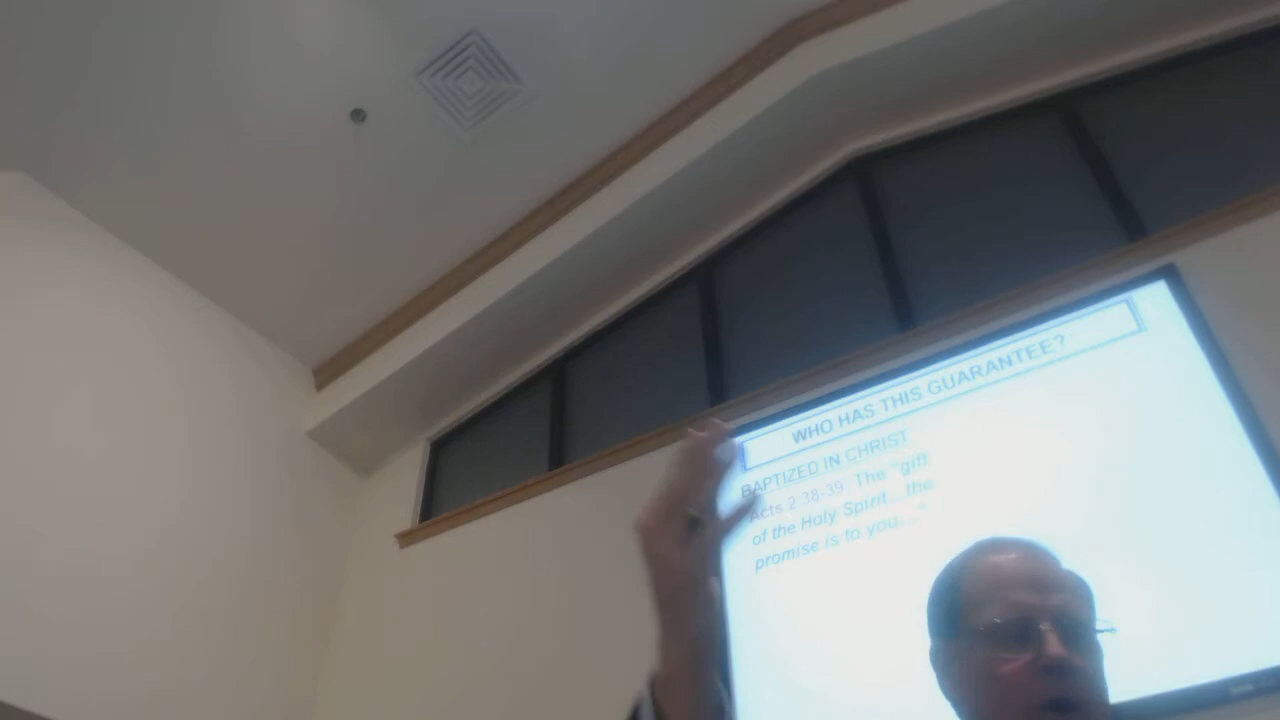 WHO HAS THIS GUARANTEE?
BAPTIZED IN CHRIST
Acts 2:38-39 The "gift
of the Holy Spirit...the
promise is to you..."